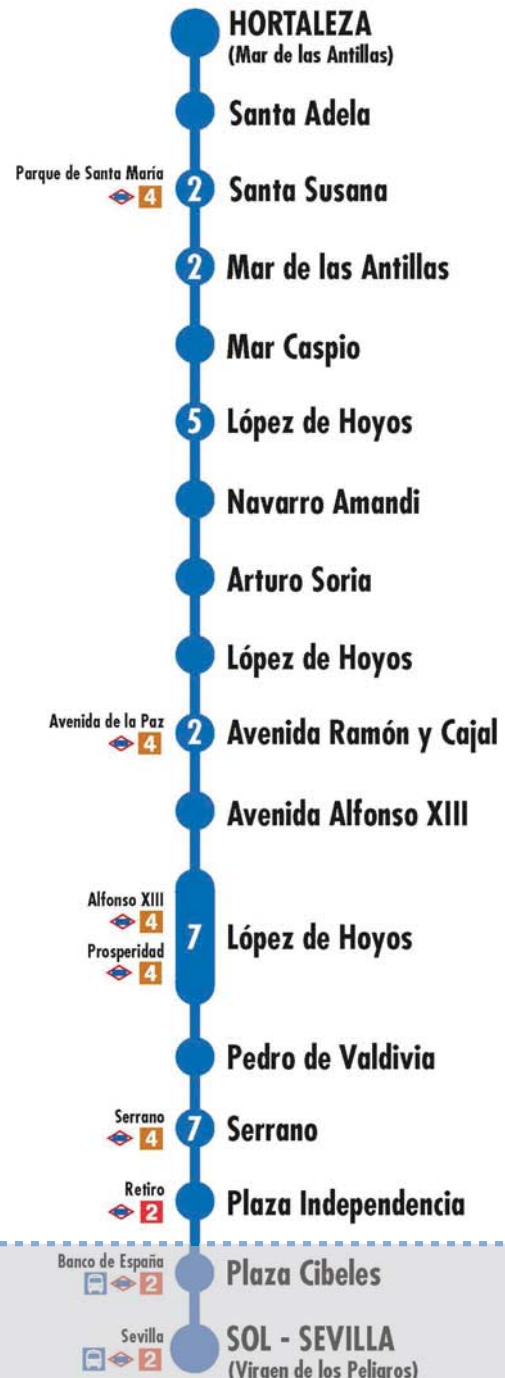 HORTALEZA
(Mar de las Antillas)
Santa Adela
Parque de Santa María
4
2
Santa Susana
2
Mar de las Antillas
Mar Caspio
5
López de Hoyos
Navarro Amandi
Arturo Soria
López de Hoyos
Avenida de la Paz
4
2
Avenida Ramón y Cajal
Avenida Alfonso XIII
Alfonso XIII
4
Prosperidad
4
7
López de Hoyos
Pedro de Valdivia
Serrano
4
7
Serrano
Retiro
2
Plaza Independencia
Banco de España
2
Plaza Cibeles
Sevilla
2
SOL - SEVILLA
(Virgen de los Peligros)